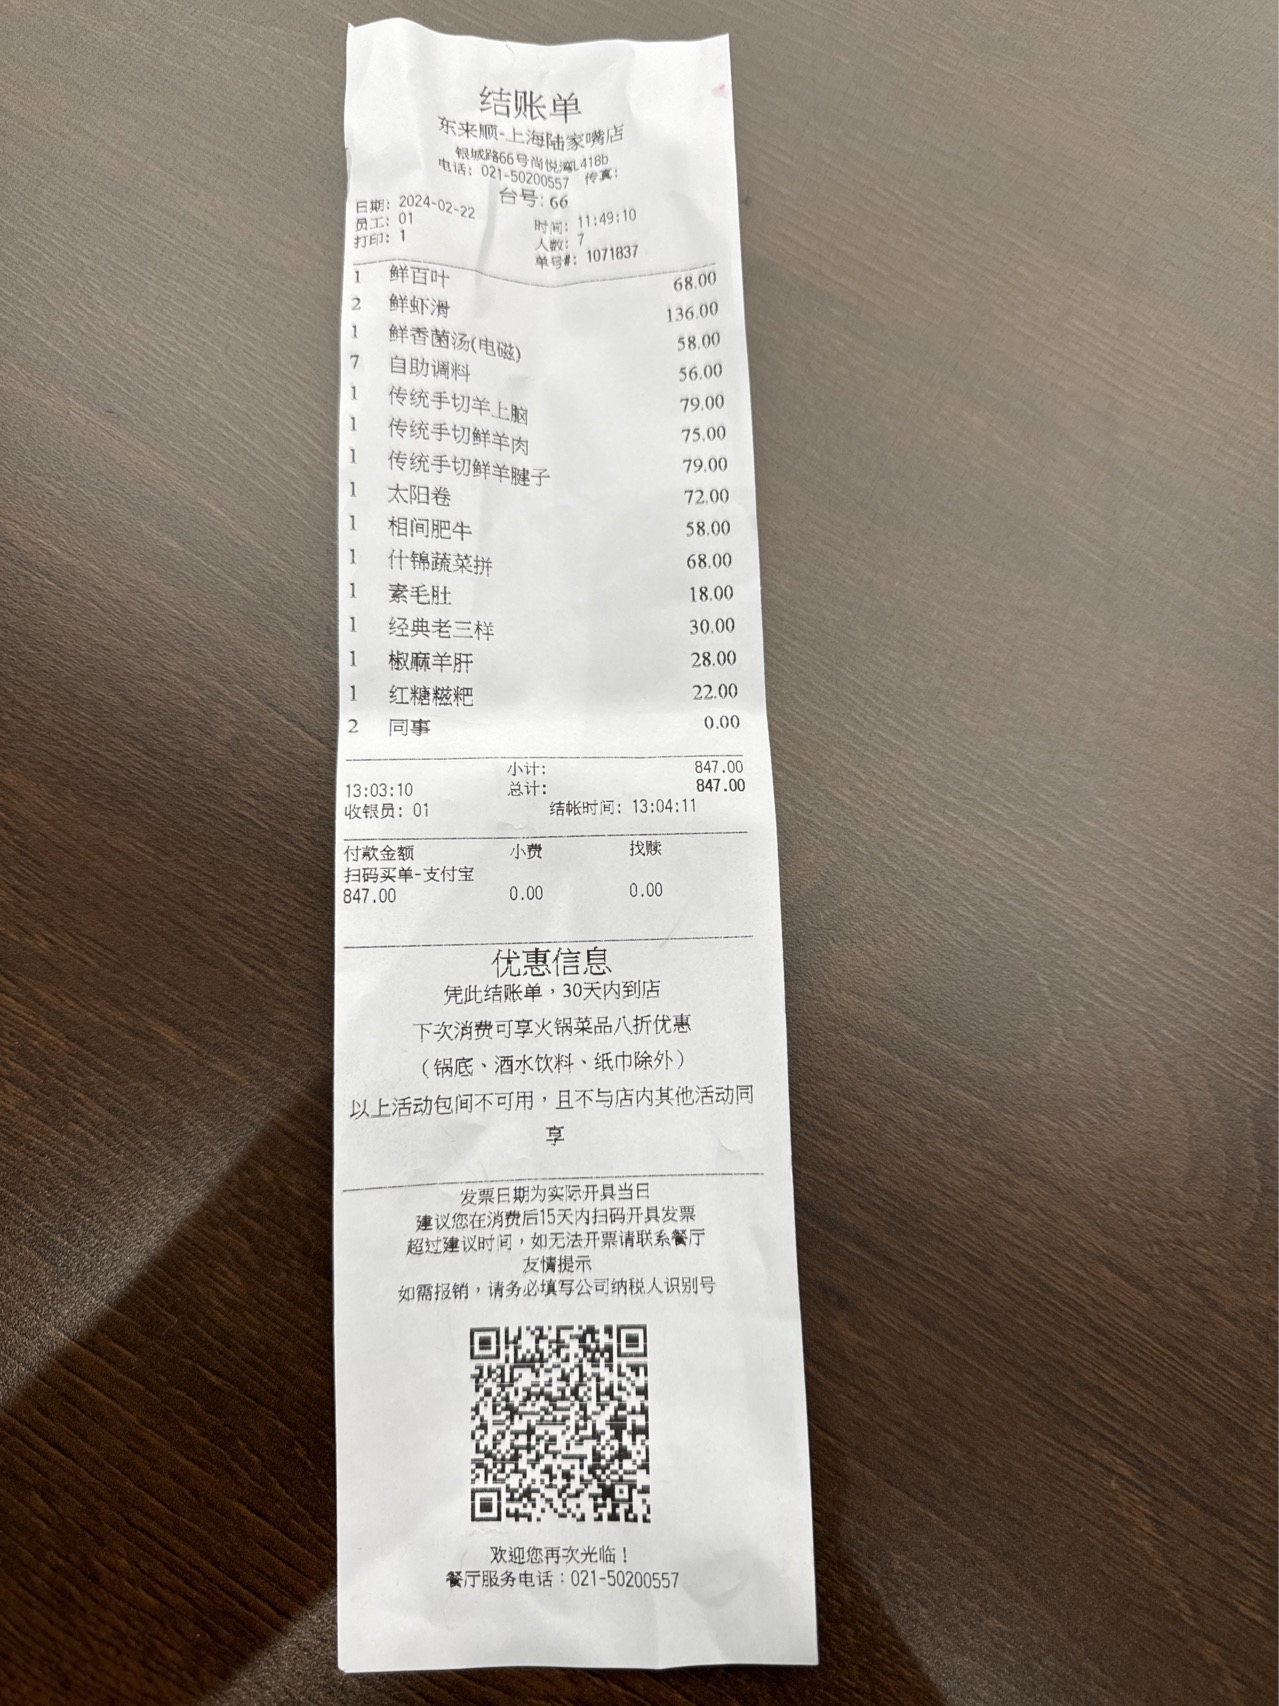 结账单
东来顺-上海陆家嘴店
银城路66号尚悦湾L418b
电话: 021-50200557 传真:
台号: 66
日期: 2024-02-22 时间: 11:49:10
员工: 01 人数: 7
打印: 1 单号#: 1071837
1 鲜百叶 68.00
2 鲜虾滑 136.00
1 鲜香菌汤(电磁) 58.00
7 自助调料 56.00
1 传统手切羊上脑 79.00
1 传统手切鲜羊肉 75.00
1 传统手切鲜羊腱子 79.00
1 太阳卷 72.00
1 相间肥牛 58.00
1 什锦蔬菜拼 68.00
1 素毛肚 18.00
1 经典老三样 30.00
1 椒麻羊肝 28.00
1 红糖糍粑 22.00
2 同事 0.00
小计: 847.00
13:03:10 总计: 847.00
收银员: 01 结帐时间: 13:04:11
付款金额 小费 找赎
扫码买单-支付宝
847.00 0.00 0.00
优惠信息
凭此结账单，30天内到店
下次消费可享火锅菜品八折优惠
（锅底、酒水饮料、纸巾除外）
以上活动包间不可用，且不与店内其他活动同
享
发票日期为实际开具当日
建议您在消费后15天内扫码开具发票
超过建议时间，如无法开票请联系餐厅
友情提示
如需报销，请务必填写公司纳税人识别号
欢迎您再次光临！
餐厅服务电话：021-50200557